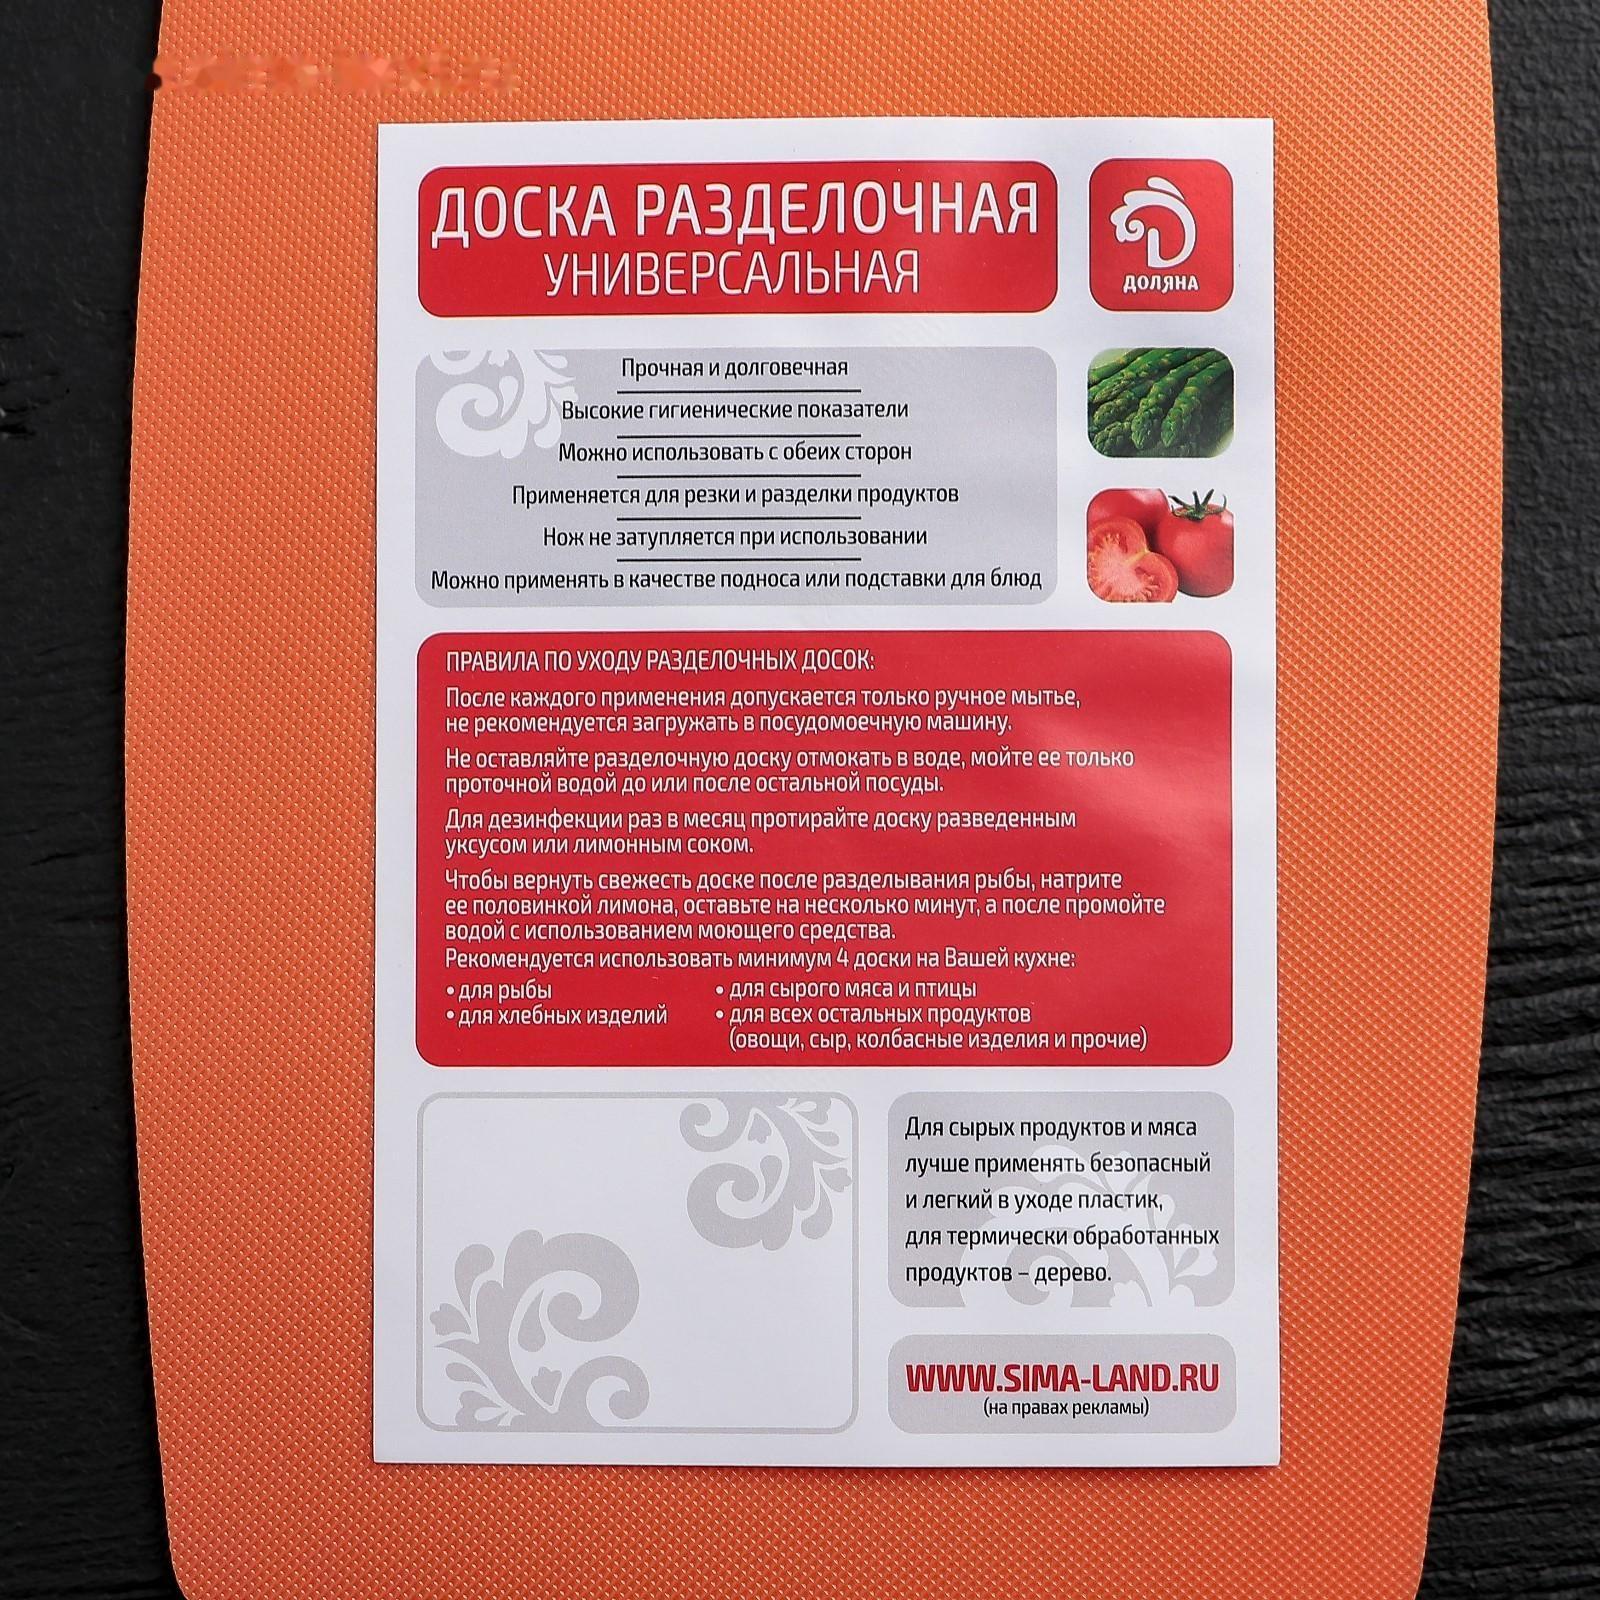 ДОСКА РАЗДЕЛОЧНАЯ
УНИВЕРСАЛЬНАЯ
ДОЛЯНА
Прочная и долговечная
Высокие гигиенические показатели
Можно использовать с обеих сторон
Применяется для резки и разделки продуктов
Нож не затупляется при использовании
Можно применять в качестве подноса или подставки для блюд
ПРАВИЛА ПО УХОДУ РАЗДЕЛОЧНЫХ ДОСОК:
После каждого применения допускается только ручное мытье,
не рекомендуется загружать в посудомоечную машину.
Не оставляйте разделочную доску отмокать в воде, мойте ее только
проточной водой до или после остальной посуды.
Для дезинфекции раз в месяц протирайте доску разведенным
уксусом или лимонным соком.
Чтобы вернуть свежесть доске после разделывания рыбы, натрите
ее половинкой лимона, оставьте на несколько минут, а после промойте
водой с использованием моющего средства.
Рекомендуется использовать минимум 4 доски на Вашей кухне:
• для рыбы
• для хлебных изделий
• для сырого мяса и птицы
• для всех остальных продуктов
(овощи, сыр, колбасные изделия и прочие)
Для сырых продуктов и мяса
лучше применять безопасный
и легкий в уходе пластик,
для термически обработанных
продуктов – дерево.
WWW.SIMA-LAND.RU
(на правах рекламы)